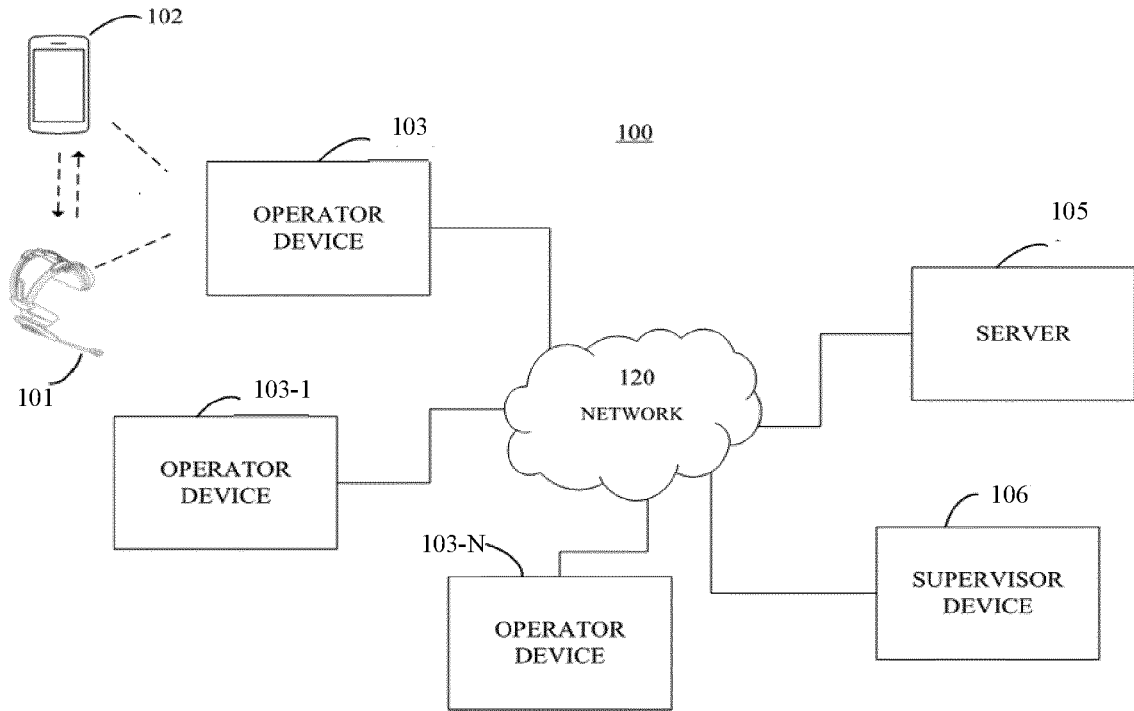 102
103
100
OPERATOR
DEVICE
105
SERVER
101
103-1
120
NETWORK
OPERATOR
DEVICE
106
103-N
SUPERVISOR
DEVICE
OPERATOR
DEVICE